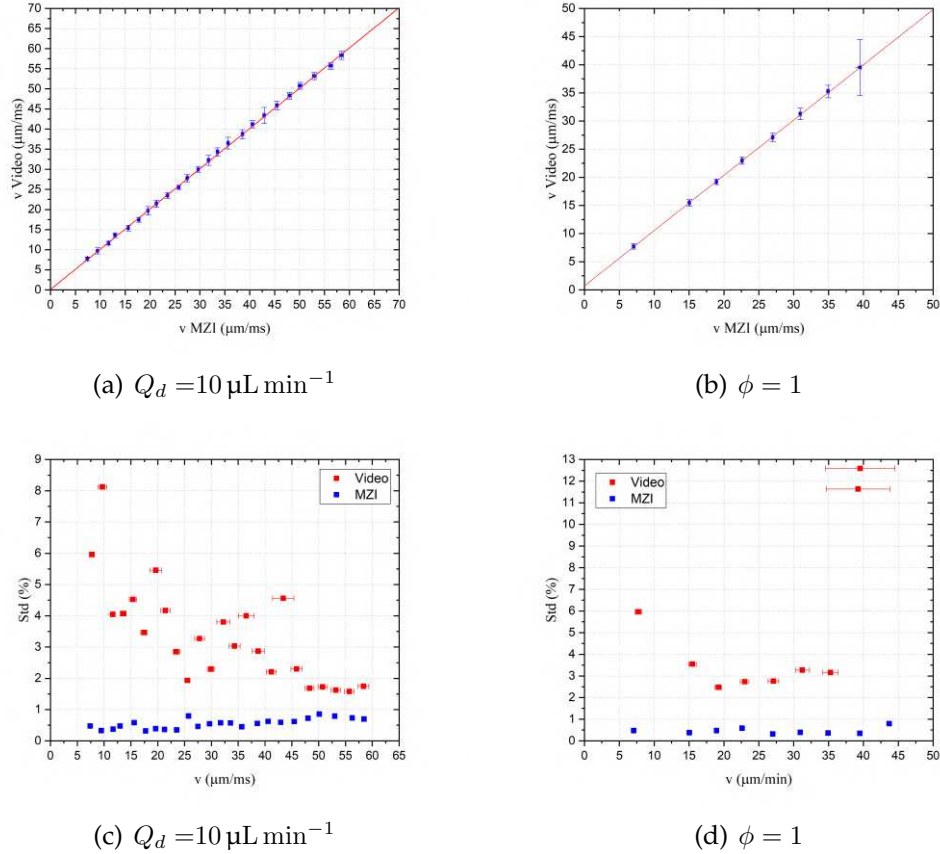 70
65
60
55
50
45
40
35
30
25
20
15
10
5
0
v Video (µm/ms)
0 5 10 15 20 25 30 35 40 45 50 55 60 65 70
v MZI (µm/ms)
(a) Q_d =10 µL min⁻¹
50
45
40
35
30
25
20
15
10
5
0
v Video (µm/ms)
0 5 10 15 20 25 30 35 40 45 50
v MZI (µm/ms)
(b) ϕ = 1
9
8
7
6
5
4
3
2
1
0
Std (%)
Video
MZI
0 5 10 15 20 25 30 35 40 45 50 55 60 65
v (µm/ms)
(c) Q_d =10 µL min⁻¹
13
12
11
10
9
8
7
6
5
4
3
2
1
0
Std (%)
Video
MZI
0 5 10 15 20 25 30 35 40 45 50
v (µm/min)
(d) ϕ = 1